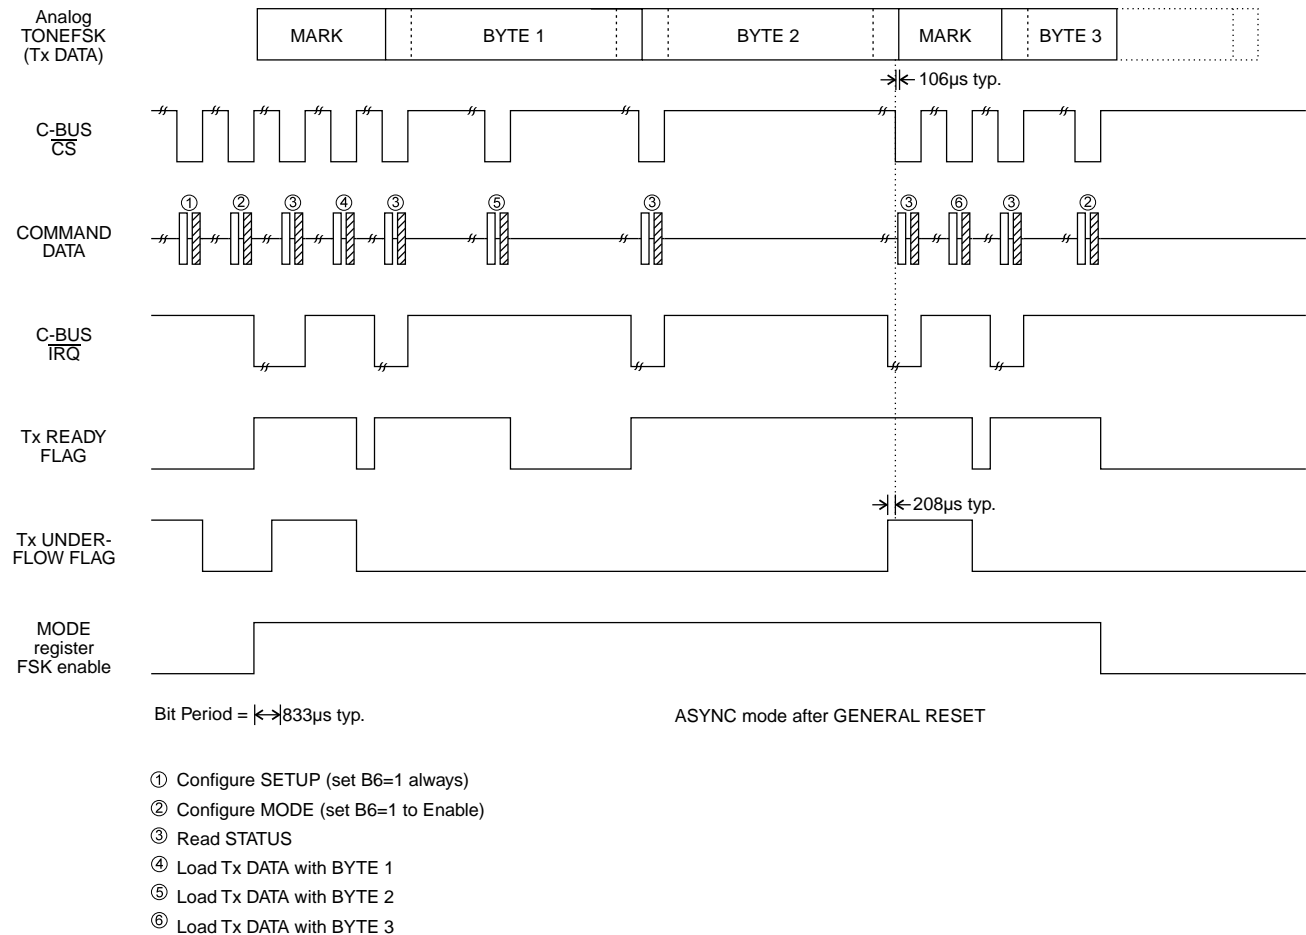 Analog
TONEFSK
(Tx DATA)
MARK
BYTE 1
BYTE 2
MARK
BYTE 3
106µs typ.
C-BUS
CS
① ② ③ ④ ③ ⑤ ③ ③ ⑥ ③ ②
COMMAND
DATA
C-BUS
IRQ
Tx READY
FLAG
208µs typ.
Tx UNDER-
FLOW FLAG
MODE
register
FSK enable
Bit Period = 833µs typ.
ASYNC mode after GENERAL RESET
① Configure SETUP (set B6=1 always)
② Configure MODE (set B6=1 to Enable)
③ Read STATUS
④ Load Tx DATA with BYTE 1
⑤ Load Tx DATA with BYTE 2
⑥ Load Tx DATA with BYTE 3